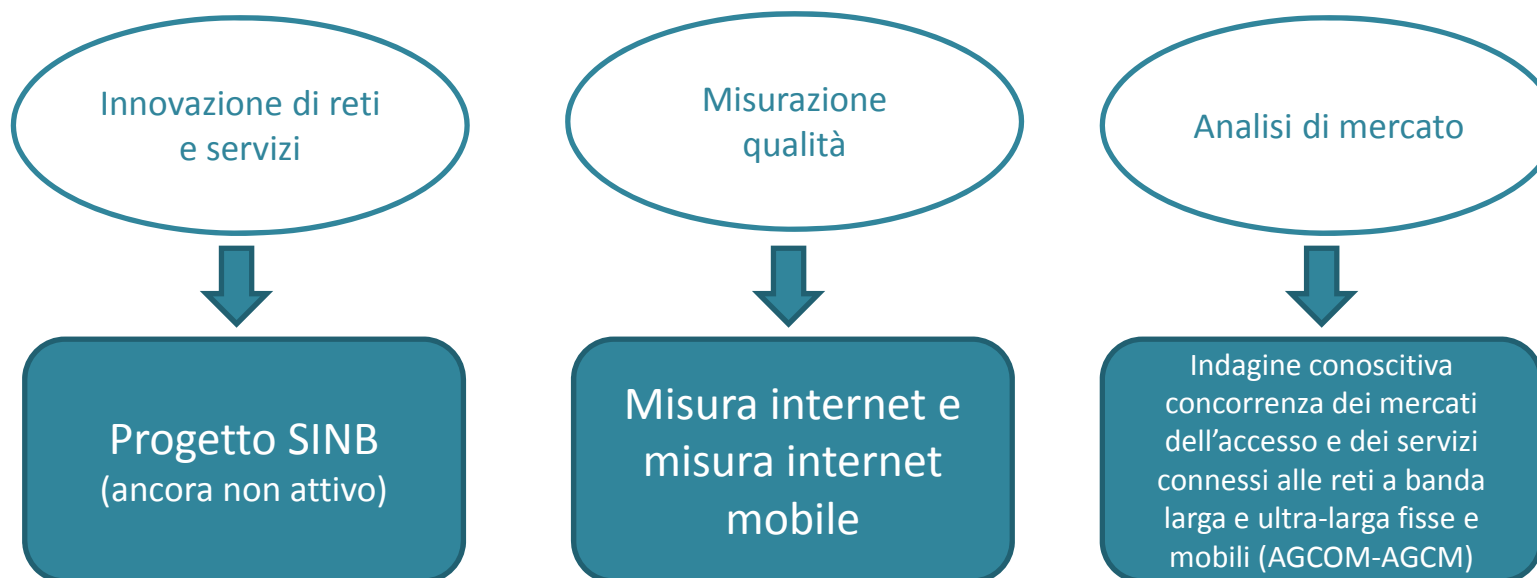 Innovazione di reti
e servizi
Misurazione
qualità
Analisi di mercato
Progetto SINB
(ancora non attivo)
Misura internet e
misura internet
mobile
Indagine conoscitiva
concorrenza dei mercati
dell’accesso e dei servizi
connessi alle reti a banda
larga e ultra-larga fisse e
mobili (AGCOM-AGCM)